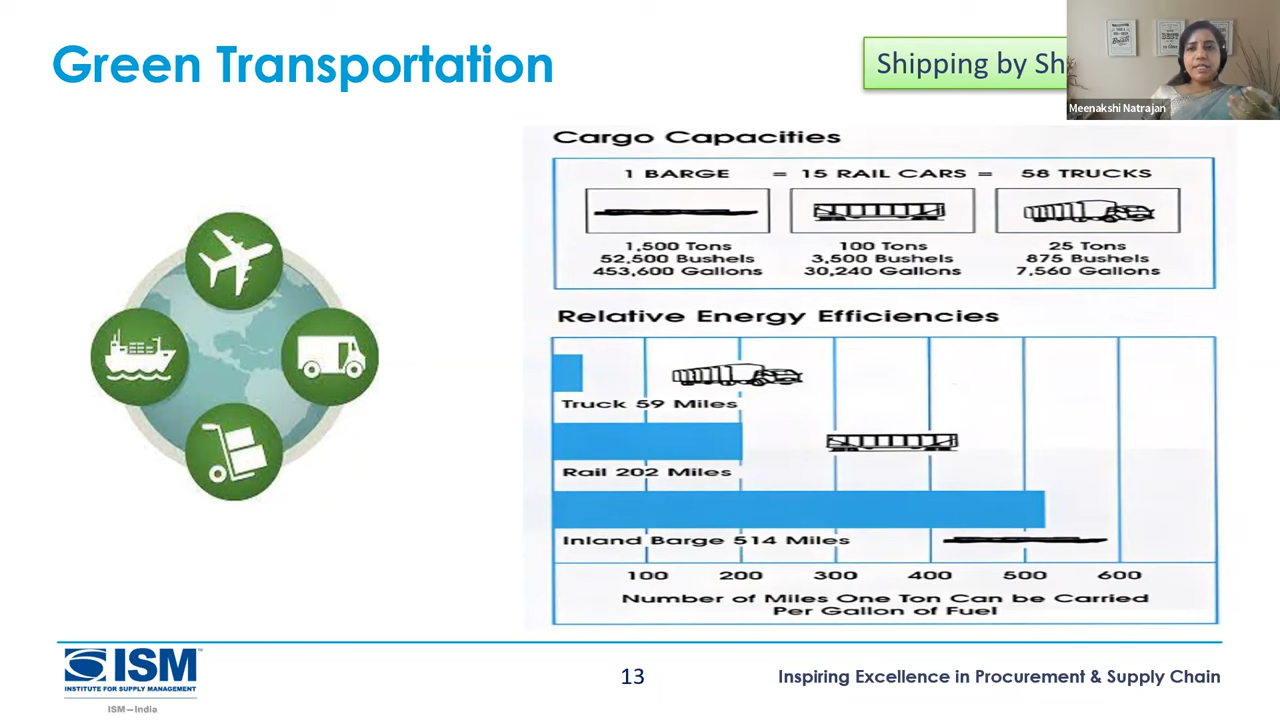 Green Transportation
Shipping by
Meenakshi Natrajan
Cargo Capacities
1 BARGE = 15 RAIL CARS = 58 TRUCKS
1,500 Tons 100 Tons 25 Tons
52,500 Bushels 3,500 Bushels 875 Bushels
453,600 Gallons 30,240 Gallons 7,560 Gallons
Relative Energy Efficiencies
Truck 59 Miles
Rail 202 Miles
Inland Barge 514 Miles
100 200 300 400 500 600
Number of Miles One Ton Can be Carried
Per Gallon of Fuel
ISM
INSTITUTE FOR SUPPLY MANAGEMENT
ISM—India
13
Inspiring Excellence in Procurement & Supply Chain